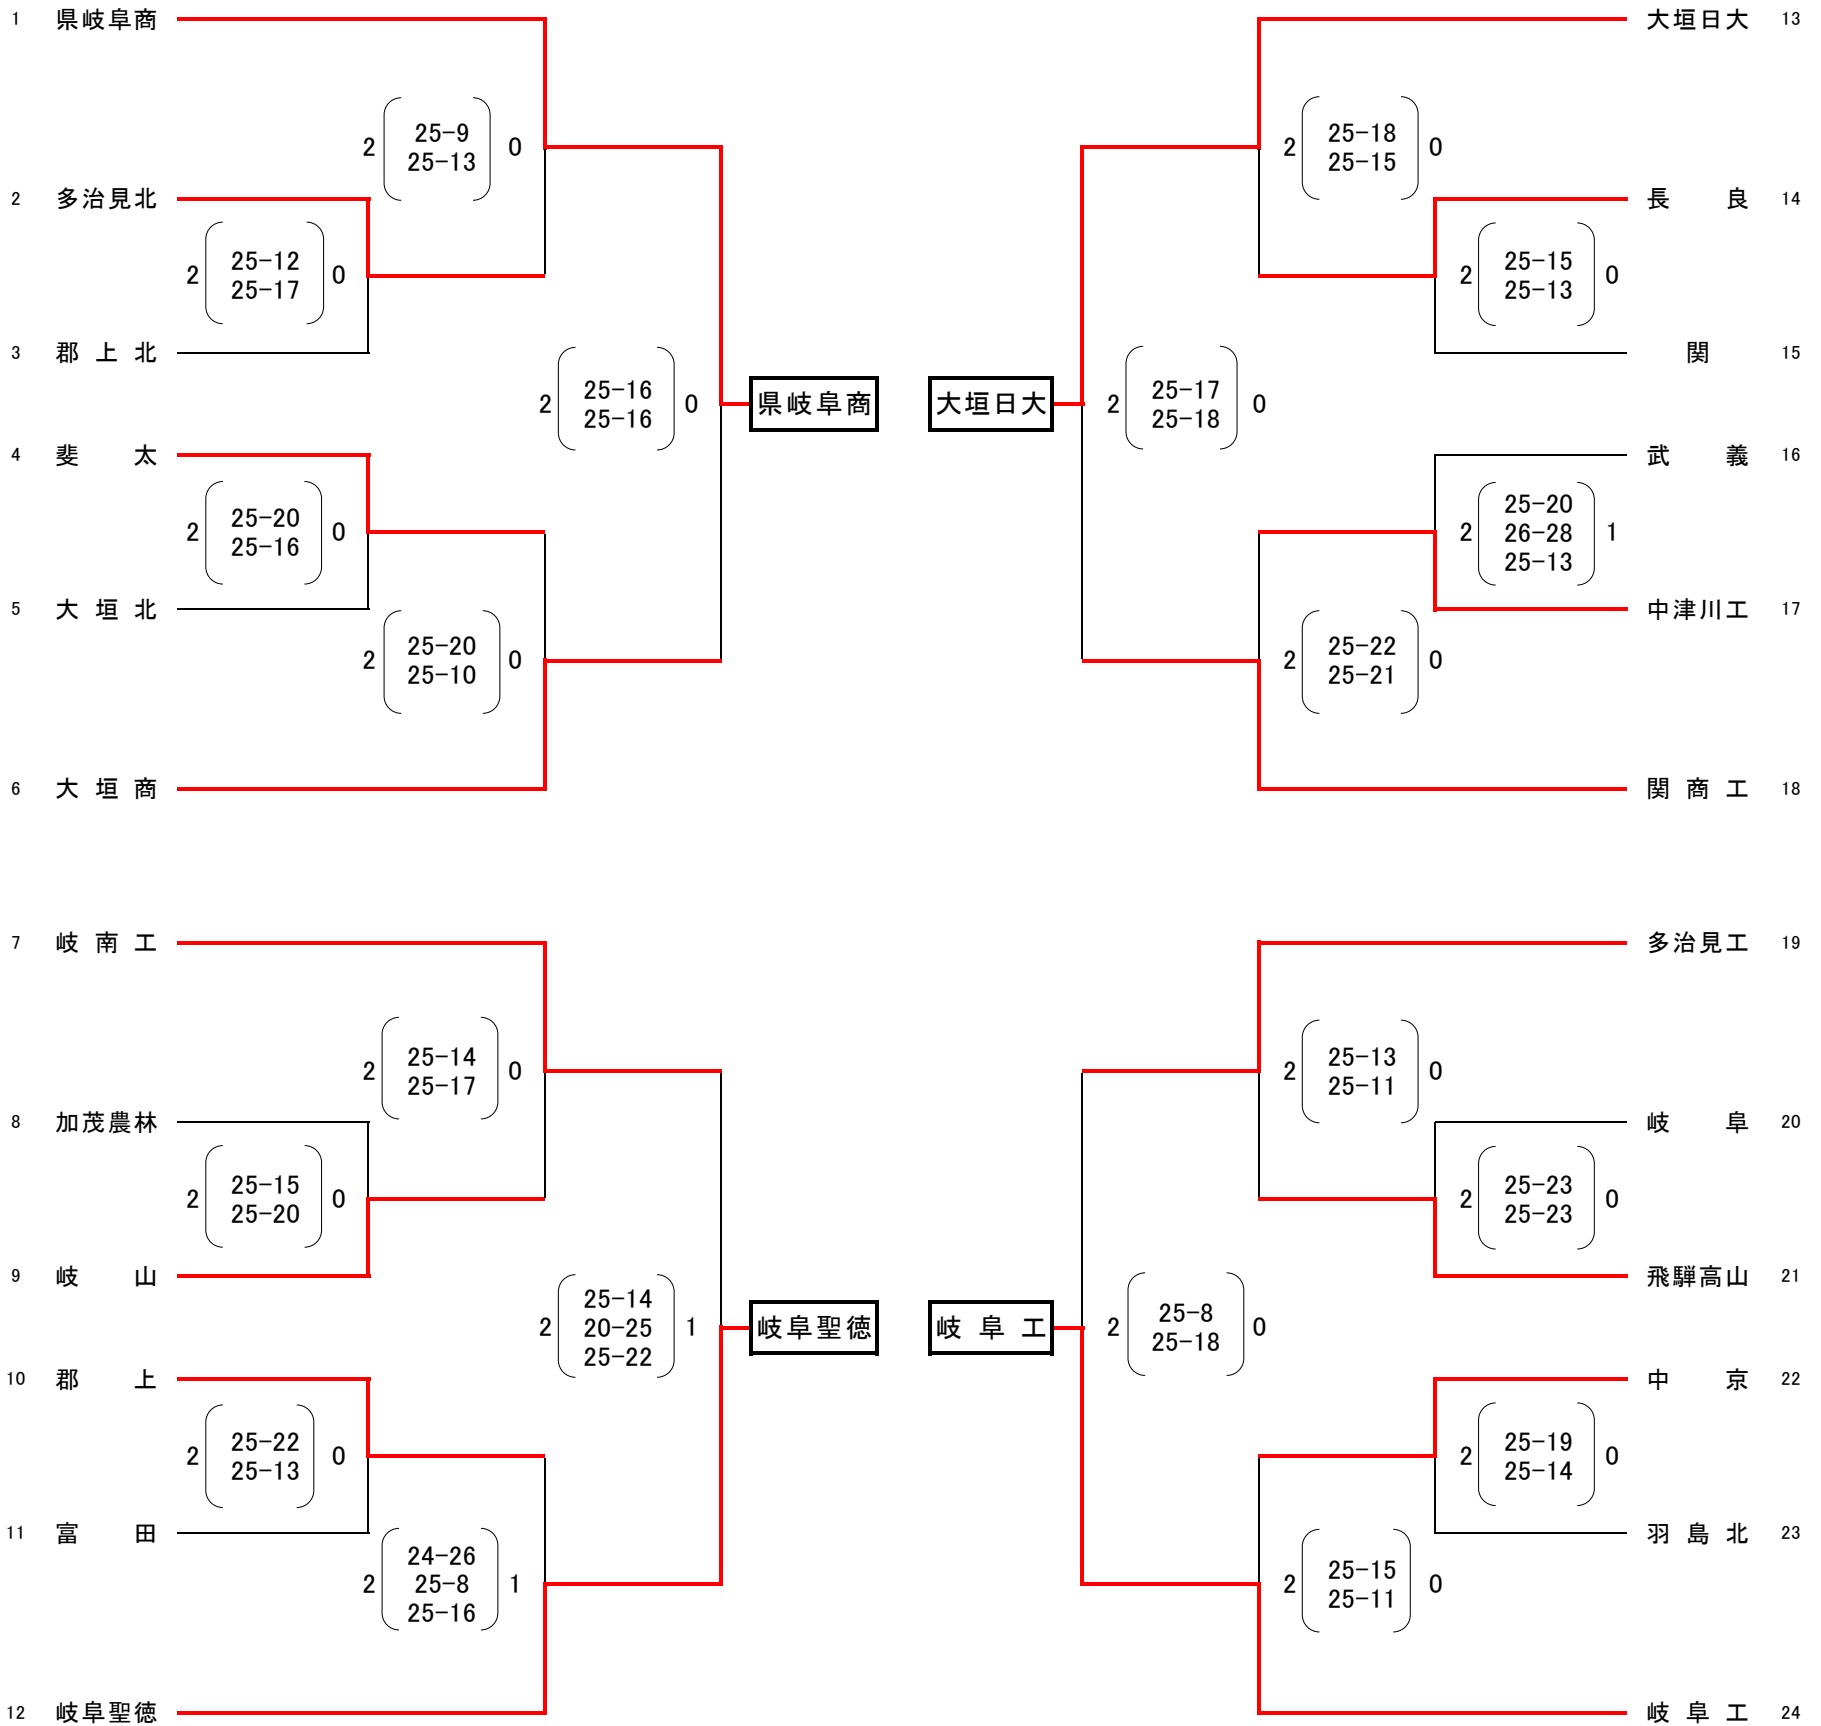 1 県岐阜商
2 ( 25-9 25-13 ) 0
2 多治見北
2 ( 25-12 25-17 ) 0
3 郡上北
2 ( 25-16 25-16 ) 0
県岐阜商
4 斐太
2 ( 25-20 25-16 ) 0
5 大垣北
2 ( 25-20 25-10 ) 0
6 大垣商
7 岐南工
2 ( 25-14 25-17 ) 0
8 加茂農林
2 ( 25-15 25-20 ) 0
9 岐山
2 ( 25-14 20-25 25-22 ) 1
岐阜聖徳
10 郡上
2 ( 25-22 25-13 ) 0
11 富田
2 ( 24-26 25-8 25-16 ) 1
12 岐阜聖徳
大垣日大 13
2 ( 25-18 25-15 ) 0
長良 14
2 ( 25-15 25-13 ) 0
関 15
大垣日大
2 ( 25-17 25-18 ) 0
武義 16
2 ( 25-20 26-28 25-13 ) 1
中津川工 17
2 ( 25-22 25-21 ) 0
関商工 18
多治見工 19
2 ( 25-13 25-11 ) 0
岐阜 20
2 ( 25-23 25-23 ) 0
飛騨高山 21
岐阜工
2 ( 25-8 25-18 ) 0
中京 22
2 ( 25-19 25-14 ) 0
羽島北 23
2 ( 25-15 25-11 ) 0
岐阜工 24